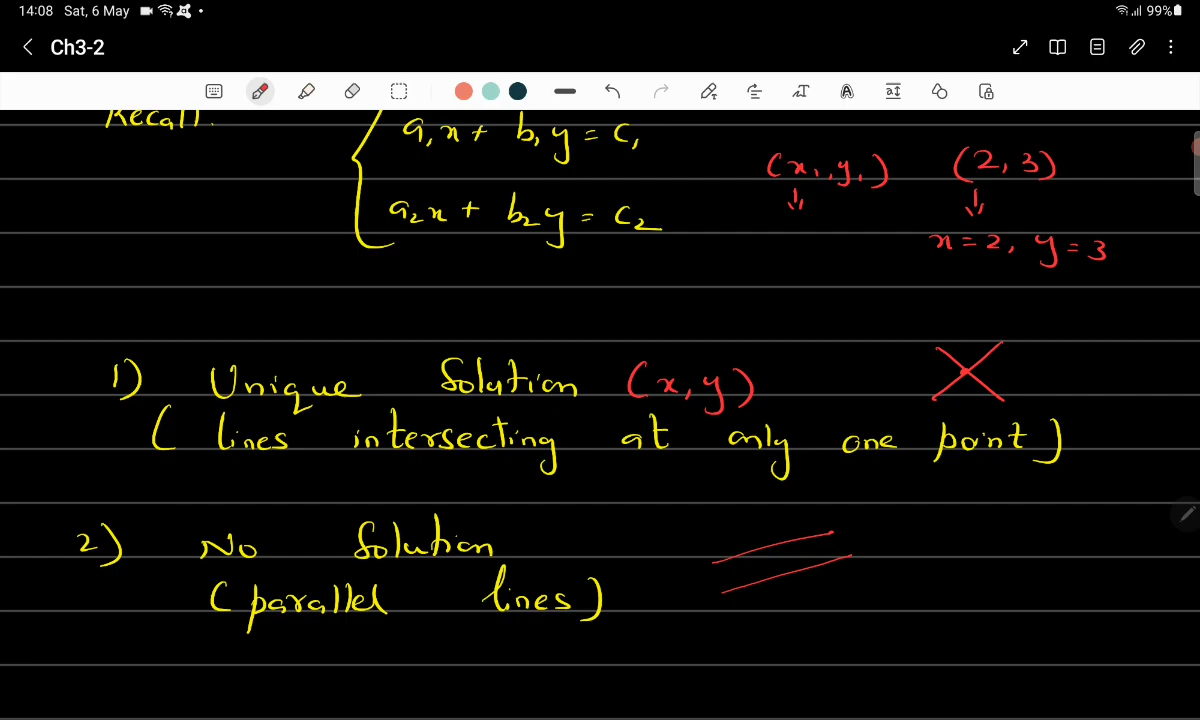 14:08 Sat, 6 May
99%
Ch3-2
Recall:
a₁x + b₁y = c₁
a₂x + b₂y = c₂
(x₁, y₁)
(2, 3)
x = 2, y = 3
1) Unique Solution (x, y)
( lines intersecting at only one point )
2) No Solution
( parallel lines )